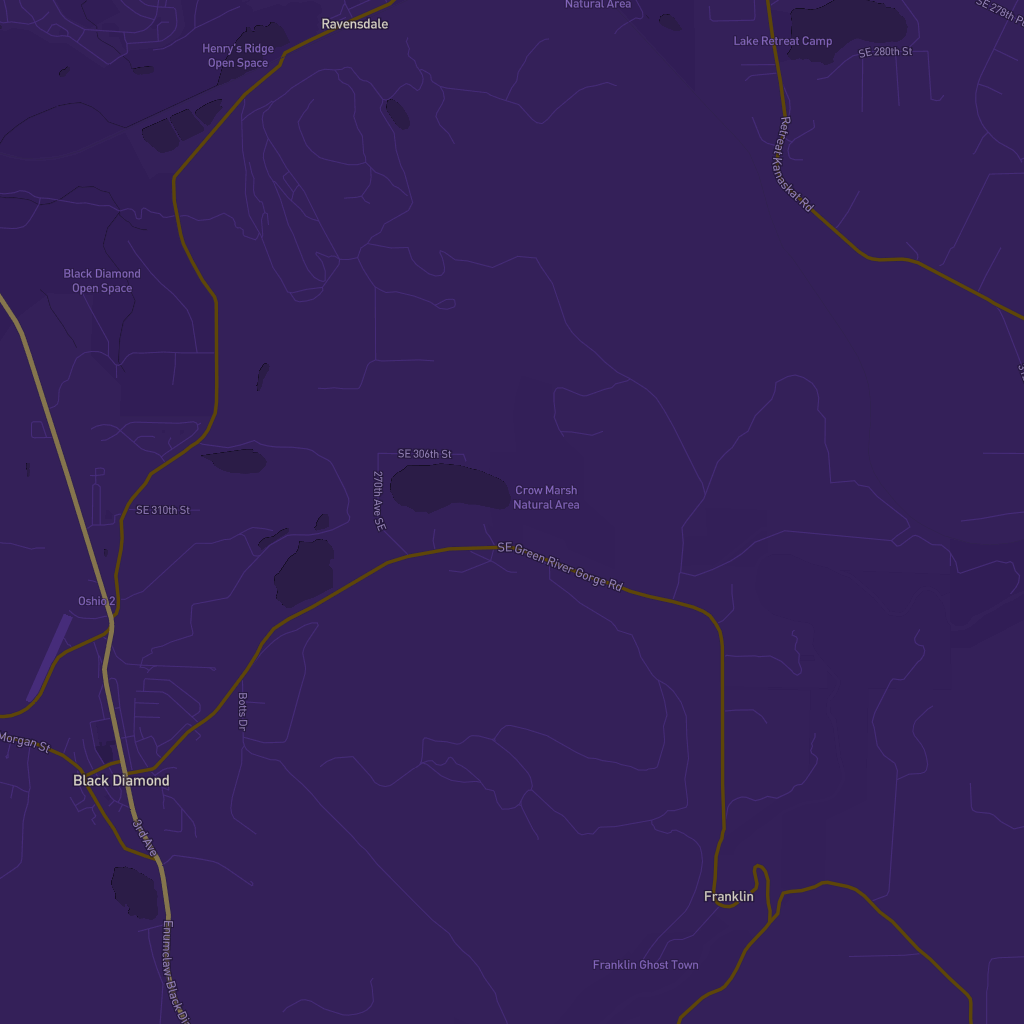 Natural Area
SE 278th
Ravensdale
Henry's Ridge
Open Space
Lake Retreat Camp
SE 280th St
Retreat-Kanaskat Rd
Black Diamond
Open Space
SE 306th St
270th Ave SE
Crow Marsh
Natural Area
SE 310th St
SE Green River Gorge Rd
Oshio 2
Botts Dr
Morgan St
Black Diamond
3rd Ave
Franklin
Enumclaw-Black Di
Franklin Ghost Town